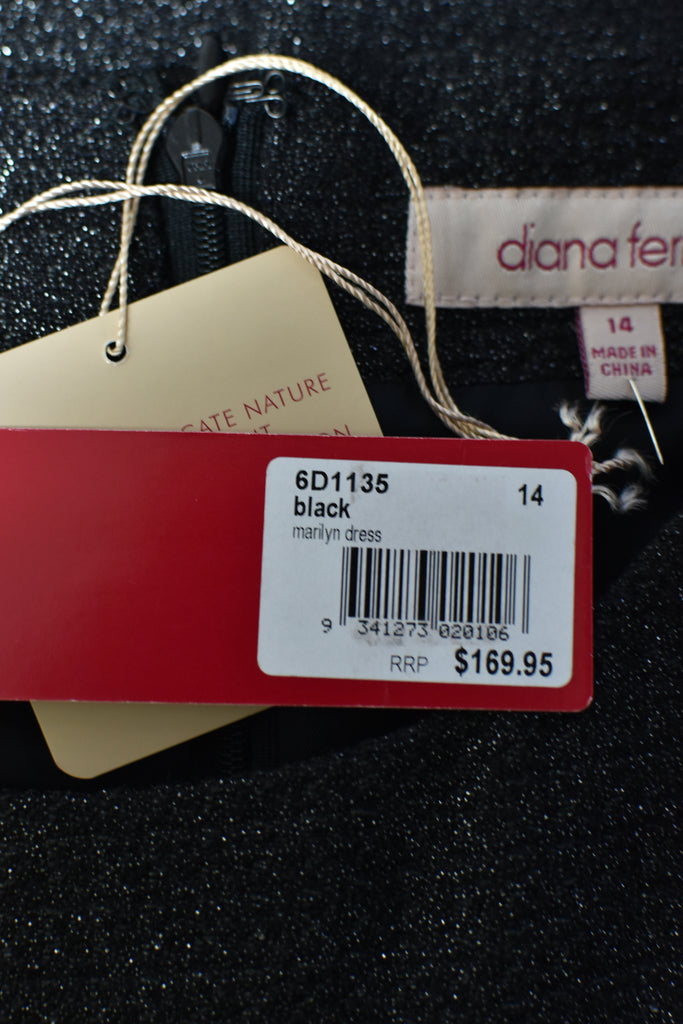 diana fer
14
MADE IN
CHINA
CATE NATURE
6D1135
14
black
marilyn dress
9 341273 020106
RRP $169.95